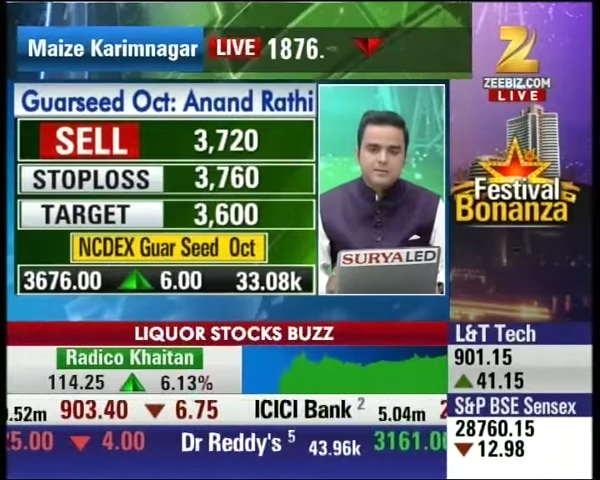 Maize Karimnagar LIVE 1876.
ZEEBIZ.COM
LIVE
Guarseed Oct: Anand Rathi
SELL 3,720
STOPLOSS 3,760
TARGET 3,600
NCDEX Guar Seed Oct
3676.00 6.00 33.08k
SURYA LED
Festival
Bonanza
LIQUOR STOCKS BUZZ
Radico Khaitan
114.25 6.13%
L&T Tech
901.15
41.15
S&P BSE Sensex
28760.15
12.98
.52m 903.40 6.75 ICICI Bank 2 5.04m 2
5.00 4.00 Dr Reddy's 5 43.96k 3161.0